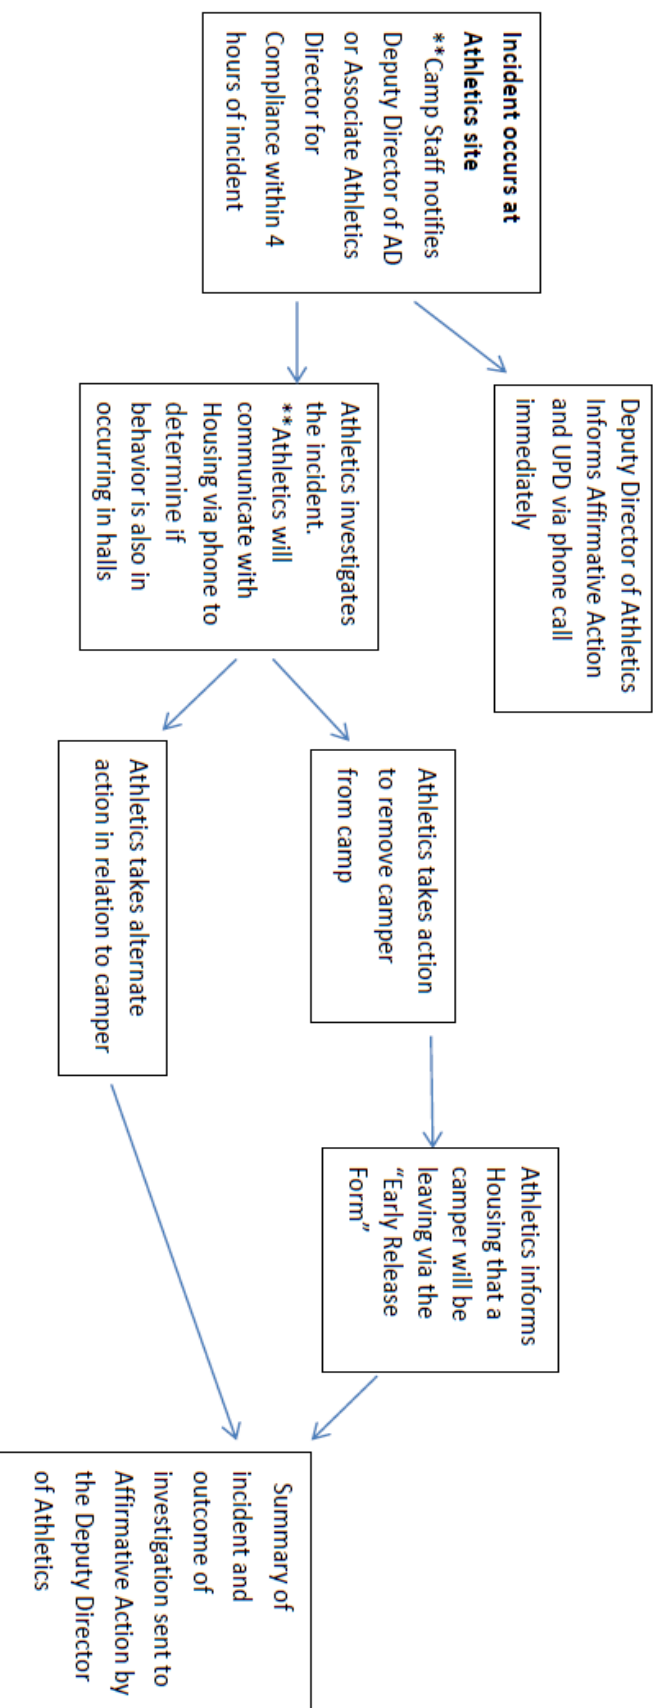 Incident occurs at
Athletics site
**Camp Staff notifies
Deputy Director of AD
or Associate Athletics
Director for
Compliance within 4
hours of incident
Deputy Director of Athletics
Informs Affirmative Action
and UPD via phone call
immediately
Athletics investigates
the incident.
**Athletics will
communicate with
Housing via phone to
determine if
behavior is also in
occurring in halls
Athletics takes action
to remove camper
from camp
Athletics takes alternate
action in relation to camper
Athletics informs
Housing that a
camper will be
leaving via the
“Early Release
Form”
Summary of
incident and
outcome of
investigation sent to
Affirmative Action by
the Deputy Director
of Athletics